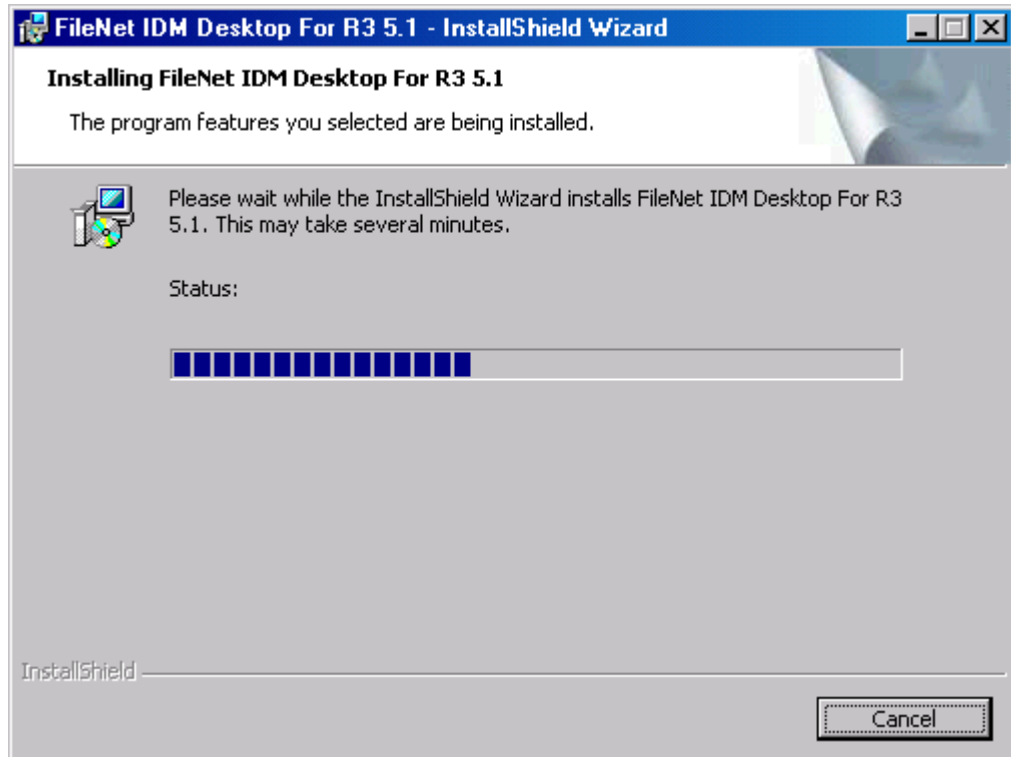 FileNet IDM Desktop For R3 5.1 - InstallShield Wizard
Installing FileNet IDM Desktop For R3 5.1
The program features you selected are being installed.
Please wait while the InstallShield Wizard installs FileNet IDM Desktop For R3
5.1. This may take several minutes.
Status:
InstallShield
Cancel